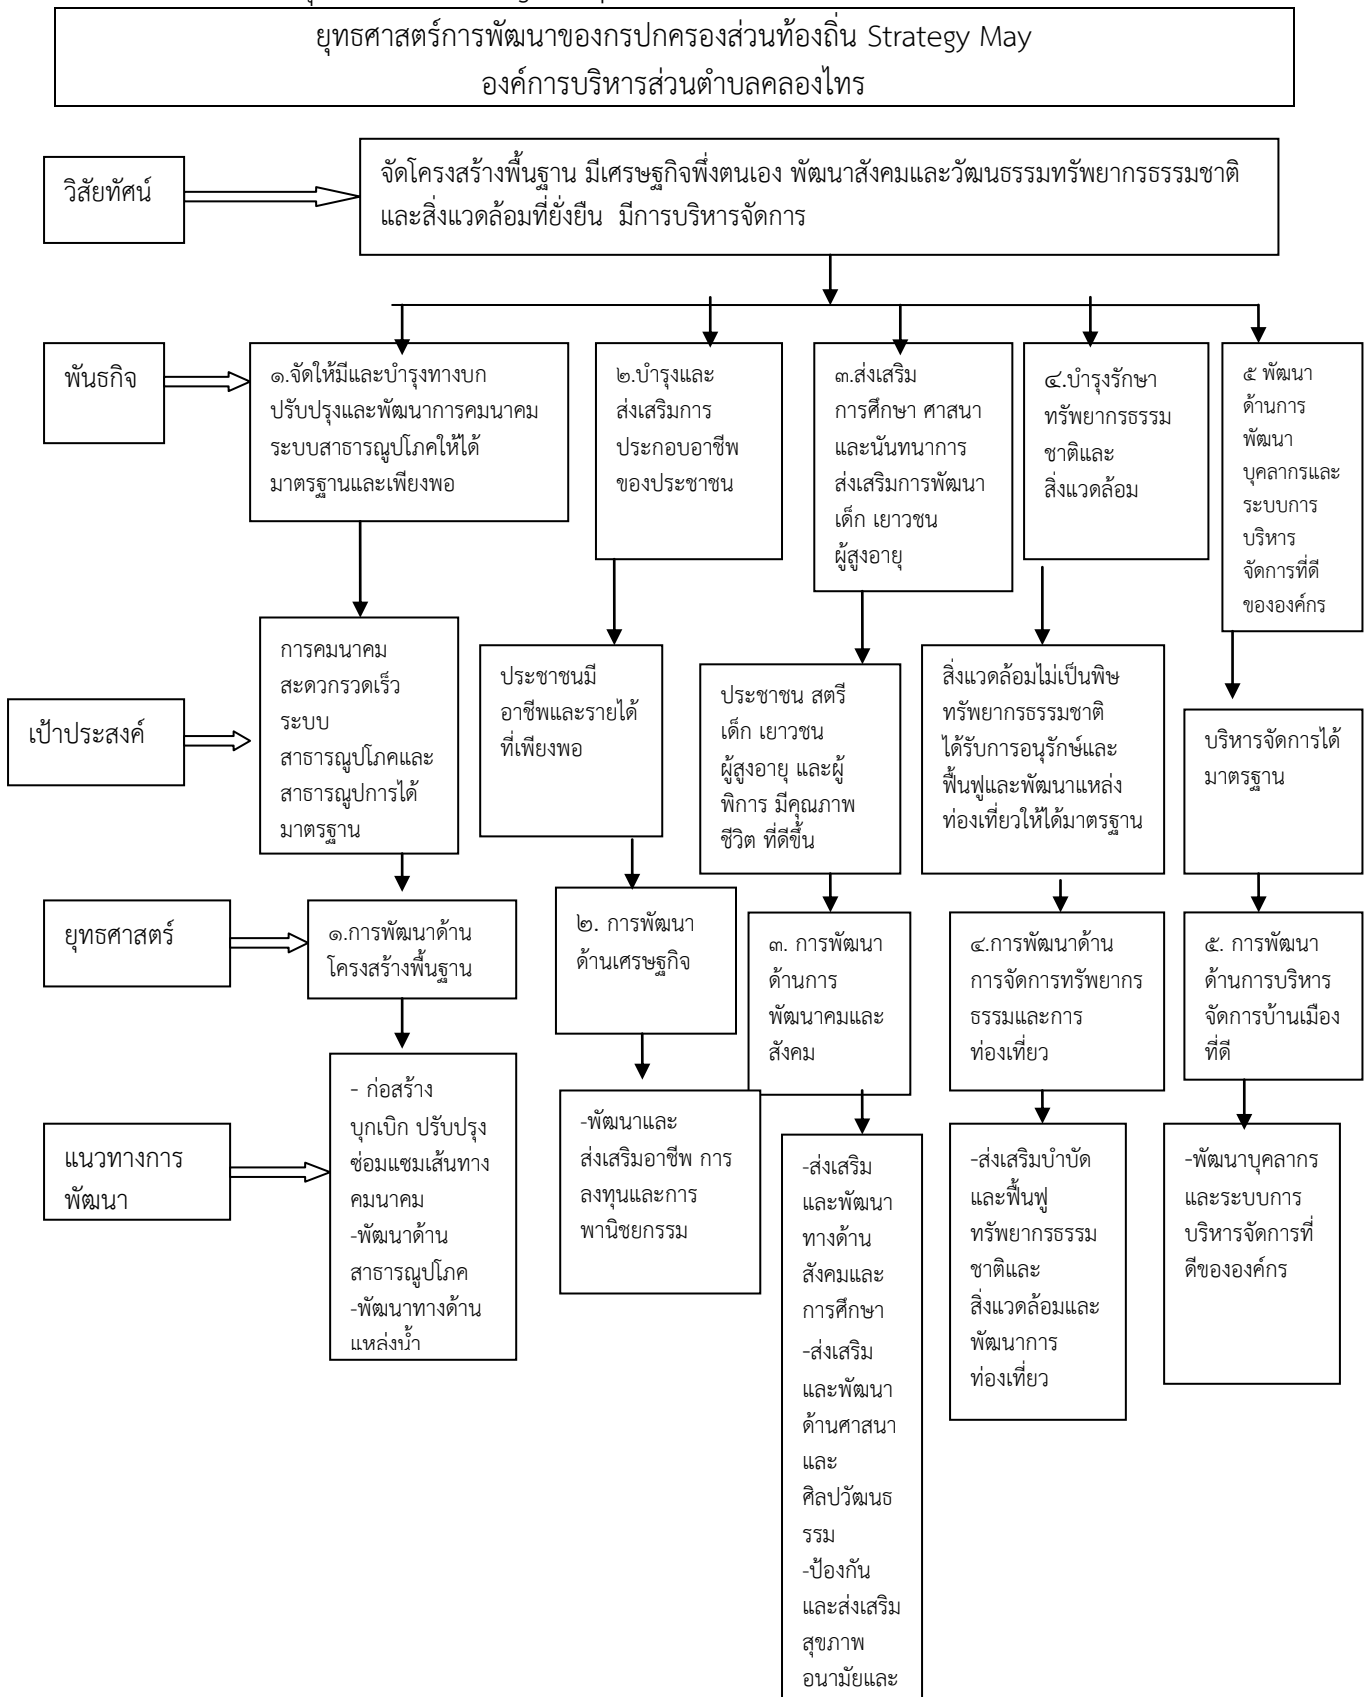 ยุทธศาสตร์การพัฒนาของกรปกครองส่วนท้องถิ่น Strategy May
องค์การบริหารส่วนตำบลคลองไทร
วิสัยทัศน์
จัดโครงสร้างพื้นฐาน มีเศรษฐกิจพึ่งตนเอง พัฒนาสังคมและวัฒนธรรมทรัพยากรธรรมชาติ
และสิ่งแวดล้อมที่ยั่งยืน มีการบริหารจัดการ
พันธกิจ
๑.จัดให้มีและบำรุงทางบก
ปรับปรุงและพัฒนาการคมนาคม
ระบบสาธารณูปโภคให้ได้
มาตรฐานและเพียงพอ
๒.บำรุงและ
ส่งเสริมการ
ประกอบอาชีพ
ของประชาชน
๓.ส่งเสริม
การศึกษา ศาสนา
และนันทนาการ
ส่งเสริมการพัฒนา
เด็ก เยาวชน
ผู้สูงอายุ
๔.บำรุงรักษา
ทรัพยากรธรรม
ชาติและ
สิ่งแวดล้อม
๕ พัฒนา
ด้านการ
พัฒนา
บุคลากรและ
ระบบการ
บริหาร
จัดการที่ดี
ขององค์กร
เป้าประสงค์
การคมนาคม
สะดวกรวดเร็ว
ระบบ
สาธารณูปโภคและ
สาธารณูปการได้
มาตรฐาน
ประชาชนมี
อาชีพและรายได้
ที่เพียงพอ
ประชาชน สตรี
เด็ก เยาวชน
ผู้สูงอายุ และผู้
พิการ มีคุณภาพ
ชีวิต ที่ดีขึ้น
สิ่งแวดล้อมไม่เป็นพิษ
ทรัพยากรธรรมชาติ
ได้รับการอนุรักษ์และ
ฟื้นฟูและพัฒนาแหล่ง
ท่องเที่ยวให้ได้มาตรฐาน
บริหารจัดการได้
มาตรฐาน
ยุทธศาสตร์
๑.การพัฒนาด้าน
โครงสร้างพื้นฐาน
๒. การพัฒนา
ด้านเศรษฐกิจ
๓. การพัฒนา
ด้านการ
พัฒนาคมและ
สังคม
๔.การพัฒนาด้าน
การจัดการทรัพยากร
ธรรมและการ
ท่องเที่ยว
๕. การพัฒนา
ด้านการบริหาร
จัดการบ้านเมือง
ที่ดี
แนวทางการ
พัฒนา
- ก่อสร้าง
บุกเบิก ปรับปรุง
ซ่อมแซมเส้นทาง
คมนาคม
-พัฒนาด้าน
สาธารณูปโภค
-พัฒนาทางด้าน
แหล่งน้ำ
-พัฒนาและ
ส่งเสริมอาชีพ การ
ลงทุนและการ
พานิชยกรรม
-ส่งเสริม
และพัฒนา
ทางด้าน
สังคมและ
การศึกษา
-ส่งเสริม
และพัฒนา
ด้านศาสนา
และ
ศิลปวัฒนธ
รรม
-ป้องกัน
และส่งเสริม
สุขภาพ
อนามัยและ
-ส่งเสริมบำบัด
และฟื้นฟู
ทรัพยากรธรรม
ชาติและ
สิ่งแวดล้อมและ
พัฒนาการ
ท่องเที่ยว
-พัฒนาบุคลากร
และระบบการ
บริหารจัดการที่
ดีขององค์กร